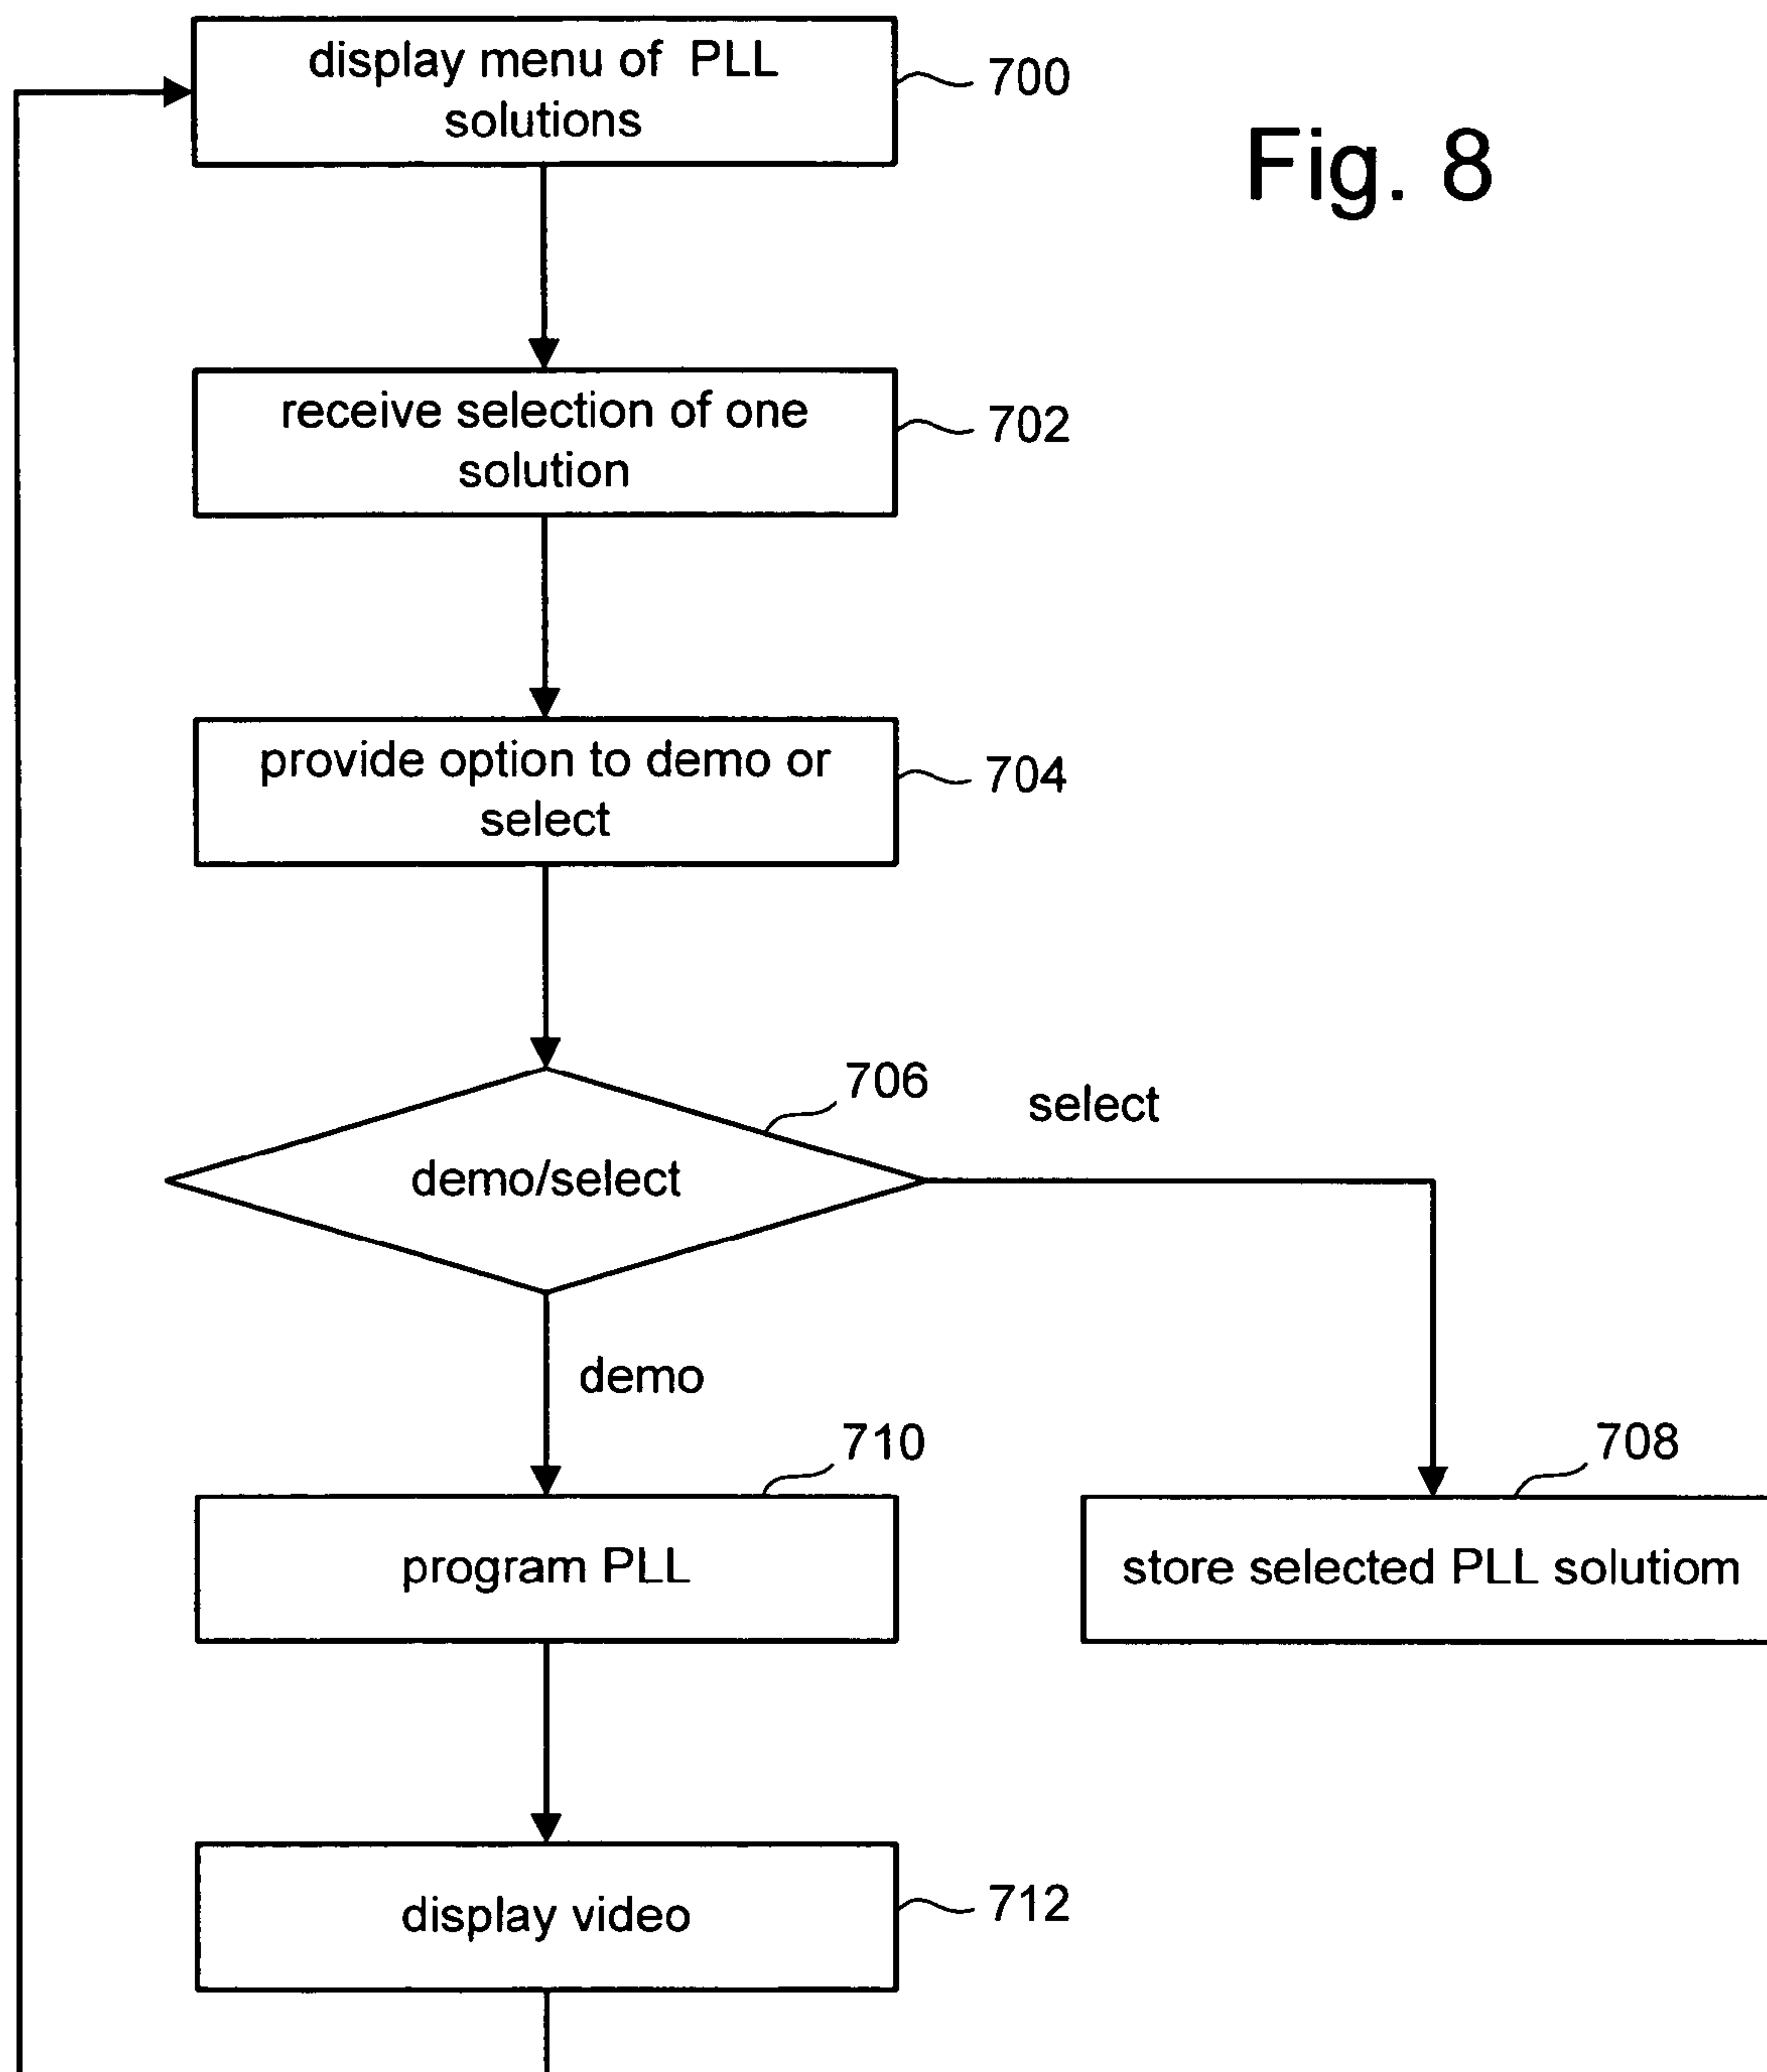 display menu of PLL
solutions
700
Fig. 8
receive selection of one
solution
702
provide option to demo or
select
704
706
select
demo/select
demo
710
708
program PLL
store selected PLL solutiom
display video
712